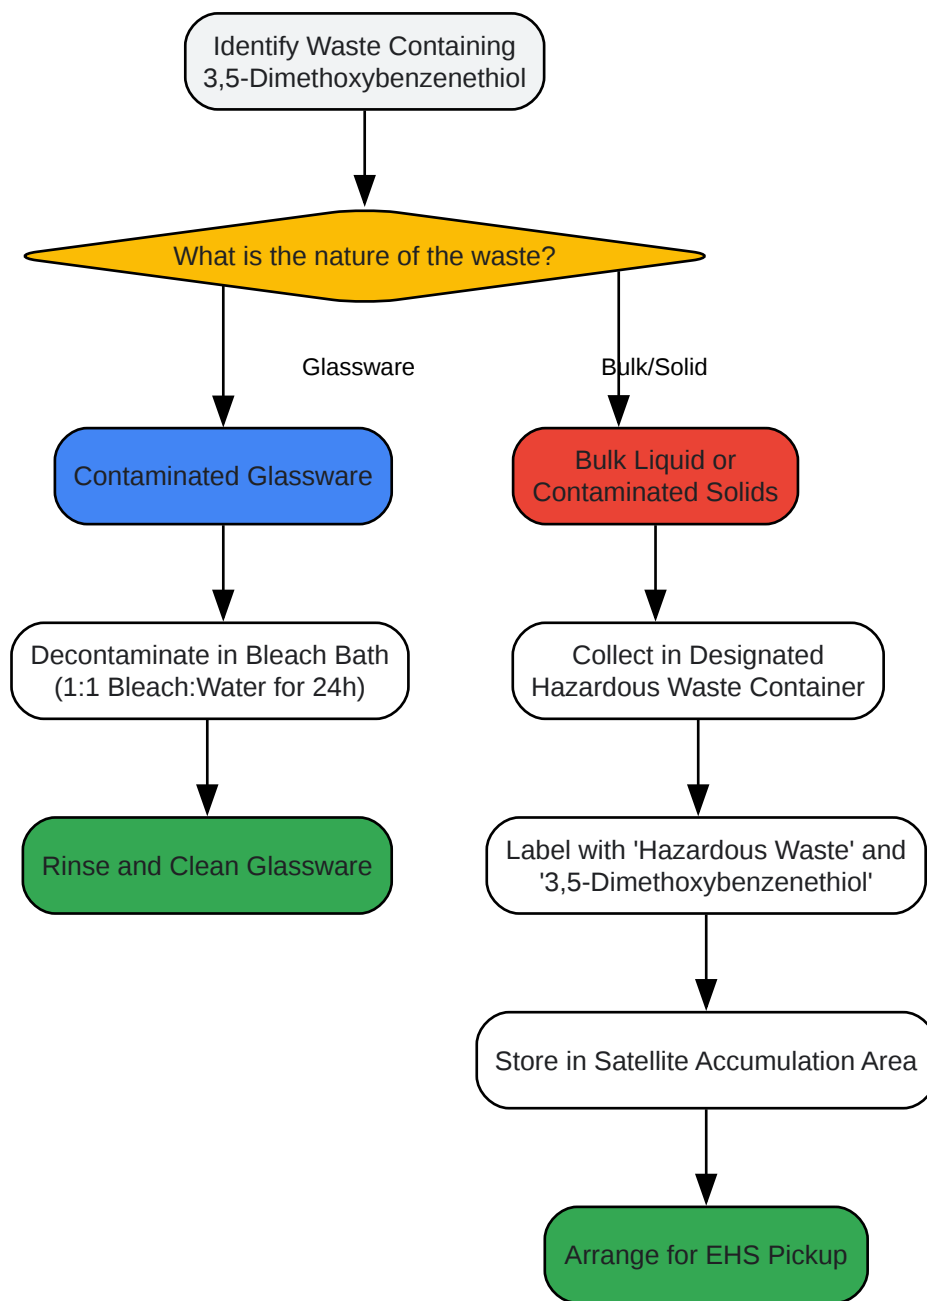 Identify Waste Containing
3,5-Dimethoxybenzenethiol
What is the nature of the waste?
Glassware
Bulk/Solid
Contaminated Glassware
Bulk Liquid or
Contaminated Solids
Decontaminate in Bleach Bath
(1:1 Bleach:Water for 24h)
Collect in Designated
Hazardous Waste Container
Rinse and Clean Glassware
Label with 'Hazardous Waste' and
'3,5-Dimethoxybenzenethiol'
Store in Satellite Accumulation Area
Arrange for EHS Pickup